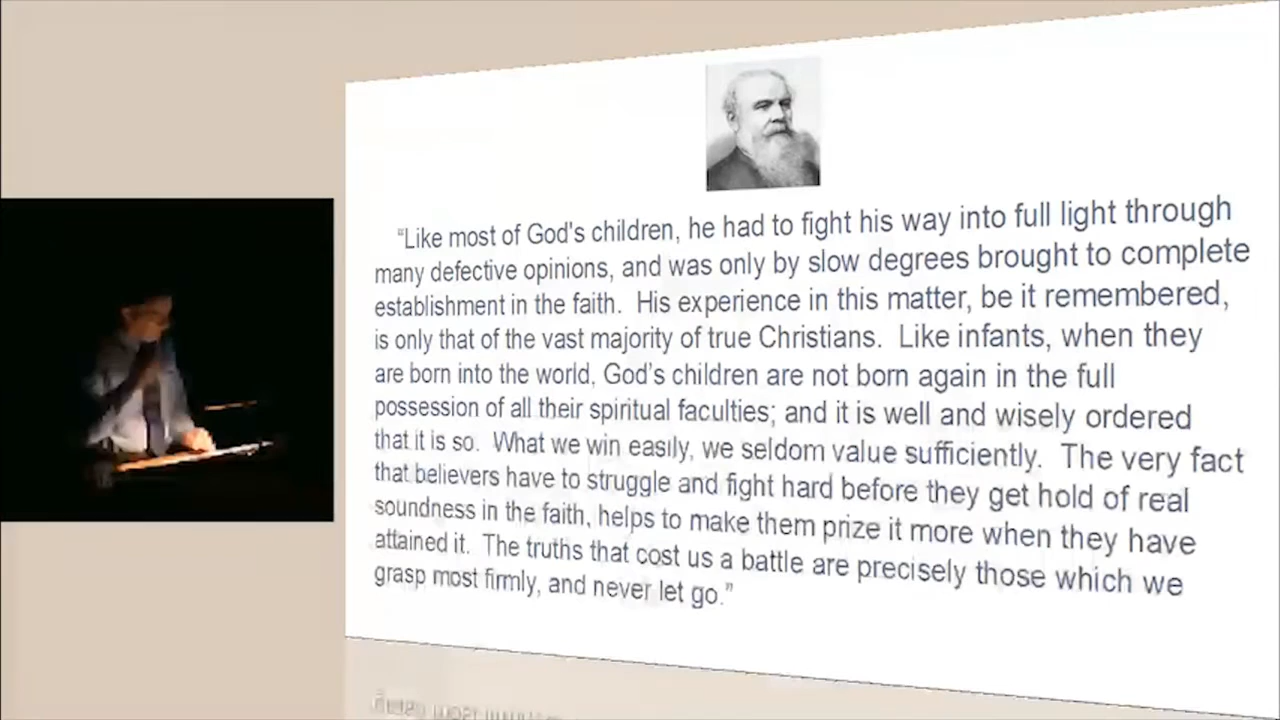 “Like most of God's children, he had to fight his way into full light through
many defective opinions, and was only by slow degrees brought to complete
establishment in the faith.  His experience in this matter, be it remembered,
is only that of the vast majority of true Christians.  Like infants, when they
are born into the world, God’s children are not born again in the full
possession of all their spiritual faculties; and it is well and wisely ordered
that it is so.  What we win easily, we seldom value sufficiently.  The very fact
that believers have to struggle and fight hard before they get hold of real
soundness in the faith, helps to make them prize it more when they have
attained it.  The truths that cost us a battle are precisely those which we
grasp most firmly, and never let go.”